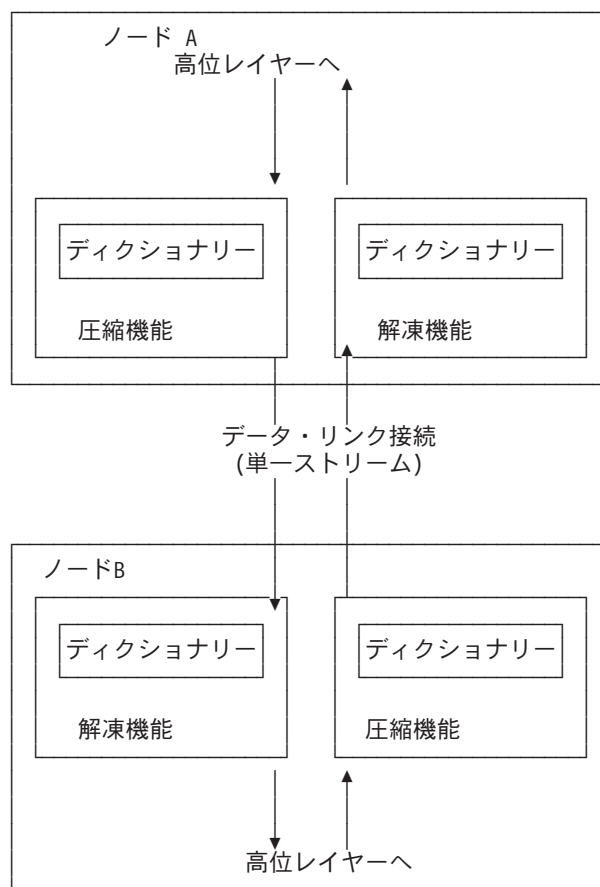 ノード A
高位レイヤーへ
ディクショナリー
ディクショナリー
圧縮機能
解凍機能
データ・リンク接続
(単一ストリーム)
ノードB
ディクショナリー
ディクショナリー
解凍機能
圧縮機能
高位レイヤーへ